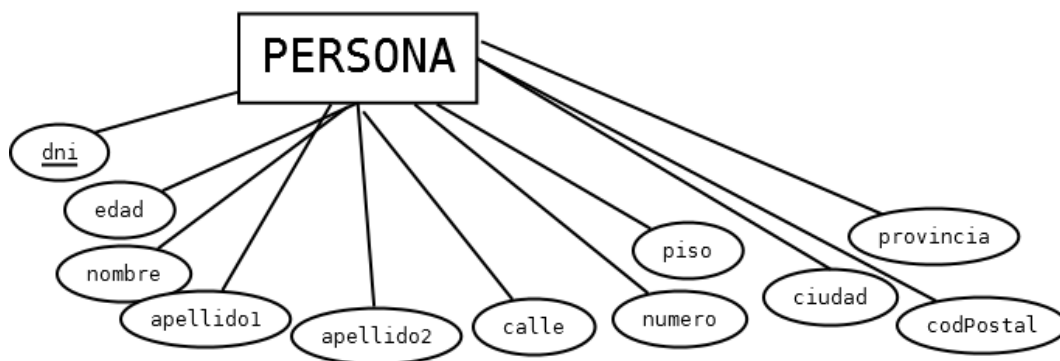 PERSONA
dni
edad
nombre
apellido1
apellido2
calle
numero
piso
ciudad
codPostal
provincia